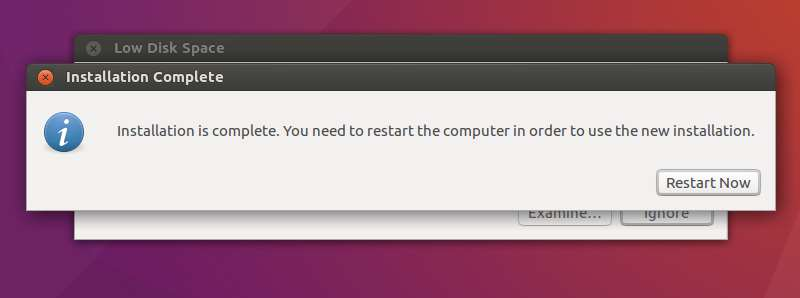 Low Disk Space
Installation Complete
Installation is complete. You need to restart the computer in order to use the new installation.
Restart Now
Examine... Ignore